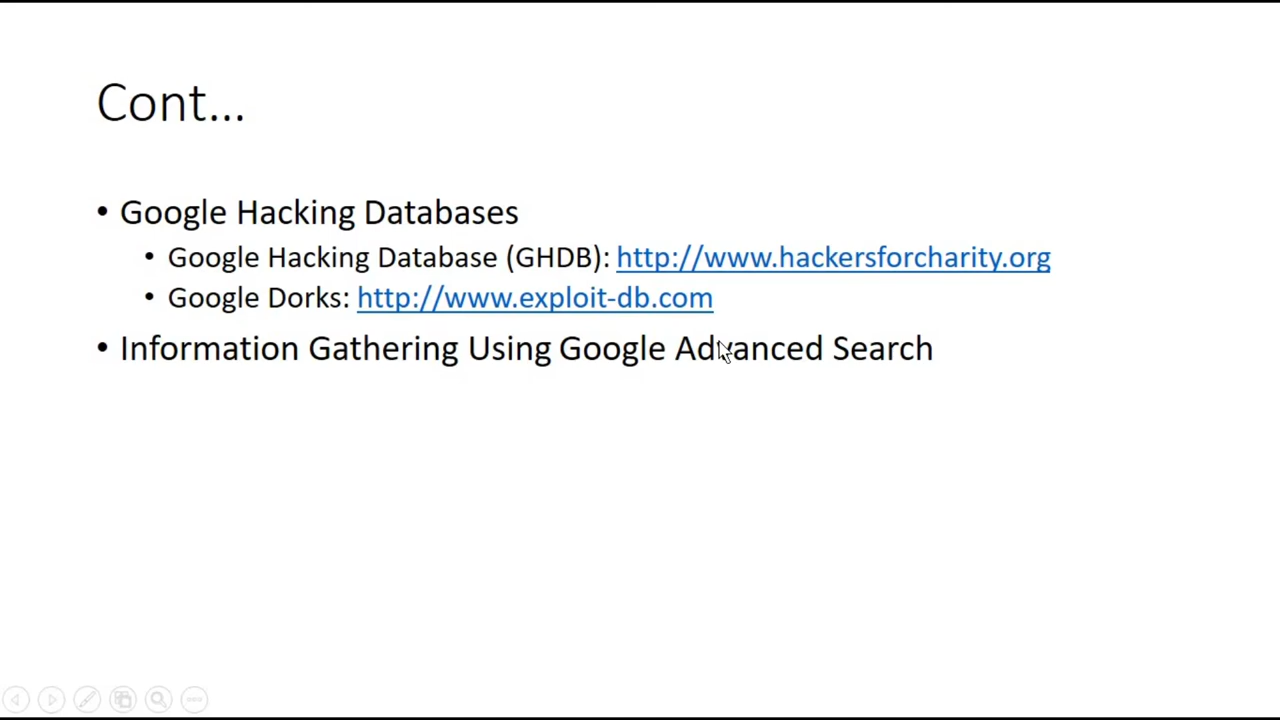 Cont...
• Google Hacking Databases
• Google Hacking Database (GHDB): http://www.hackersforcharity.org
• Google Dorks: http://www.exploit-db.com
• Information Gathering Using Google Advanced Search